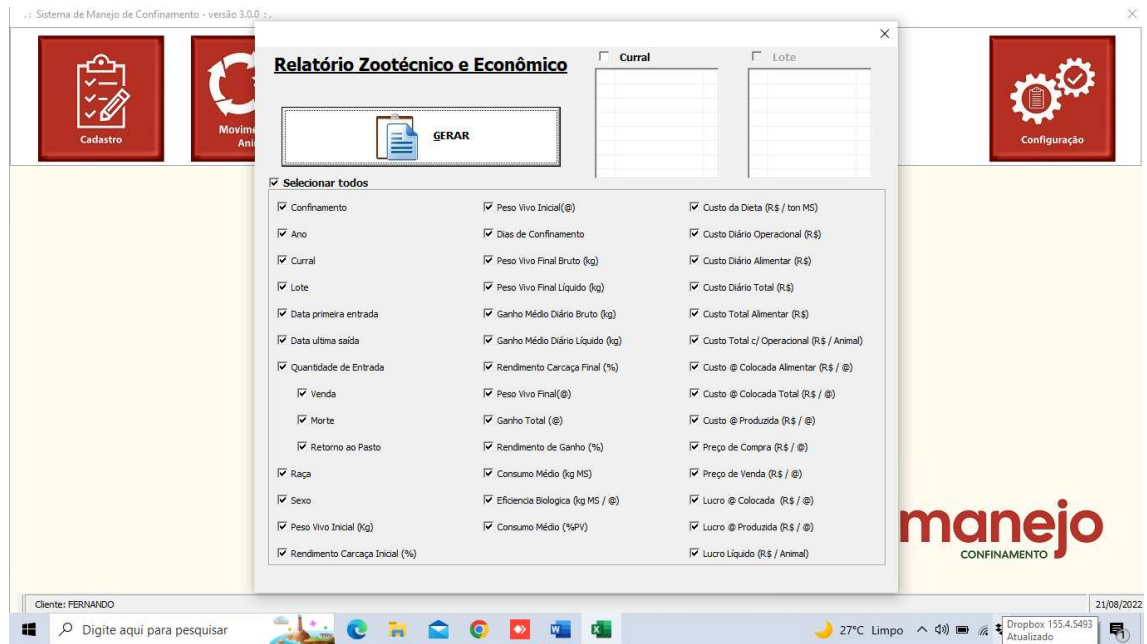 .: Sistema de Manejo de Confinamento - versão 3.0.0 :.
Cadastro
Configuração
Relatório Zootécnico e Econômico
Curral
Lote
GERAR
Selecionar todos
Confinamento
Ano
Curral
Lote
Data primeira entrada
Data ultima saída
Quantidade de Entrada
Venda
Morte
Retorno ao Pasto
Raça
Sexo
Peso Vivo Inicial (Kg)
Rendimento Carcaça Inicial (%)
Peso Vivo Inicial(@)
Dias de Confinamento
Peso Vivo Final Bruto (kg)
Peso Vivo Final Líquido (kg)
Ganho Médio Diário Bruto (kg)
Ganho Médio Diário Líquido (kg)
Rendimento Carcaça Final (%)
Peso Vivo Final(@)
Ganho Total (@)
Rendimento de Ganho (%)
Consumo Médio (kg MS)
Eficiencia Biologica (kg MS / @)
Consumo Médio (%PV)
Custo da Dieta (R$ / ton MS)
Custo Diário Operacional (R$)
Custo Diário Alimentar (R$)
Custo Diário Total (R$)
Custo Total Alimentar (R$)
Custo Total c/ Operacional (R$ / Animal)
Custo @ Colocada Alimentar (R$ / @)
Custo @ Colocada Total (R$ / @)
Custo @ Produzida (R$ / @)
Preço de Compra (R$ / @)
Preço de Venda (R$ / @)
Lucro @ Colocada (R$ / @)
Lucro @ Produzida (R$ / @)
Lucro Líquido (R$ / Animal)
manejo
CONFINAMENTO
Cliente: FERNANDO
21/08/2022
Digite aqui para pesquisar
27°C Limpo
Dropbox 155.4.5493
Atualizado